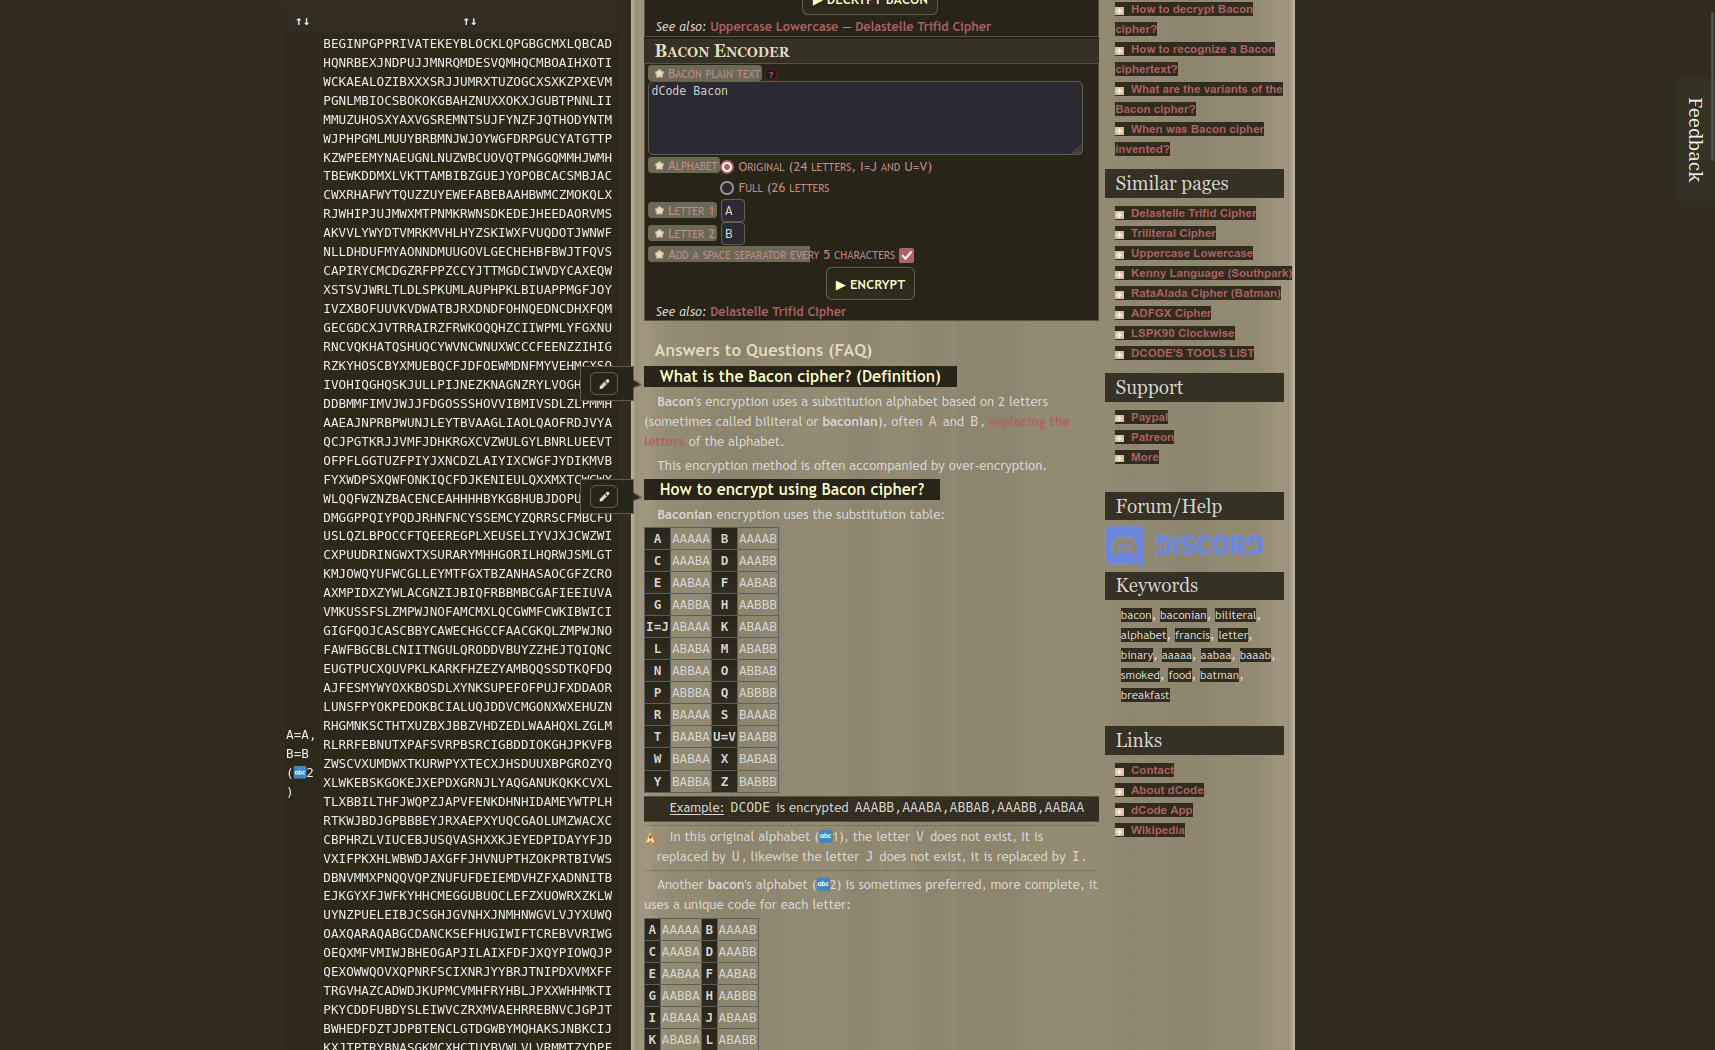 ↑↓ ↑↓
BEGINPGPPRIVATEKEYBLOCKLQPGBGCMXLQBCAD
HQNRBEXJNDPUJJMNRQMDESVQMHQCMBOAIHXOTI
WCKAEALOZIBXXXSRJJUMRXTUZOGCXSXKZPXEVM
PGNLMBIOCSBOKOKGBAHZNUXXOKXJGUBTPNNLII
MMUZUHOSXYAXVGSREMNTSUJFYNZFJQTHODYNTM
WJPHPGMLMUUYBRBMNJWJOYWGFDRPGUCYATGTTP
KZWPEEMYNAEUGNLNUZWBCUOVQTPNGGQMMHJWMH
TBEWKDDMXLVKTTAMBIBZGUEJYOPOBCACSMBJAC
CWXRHAFWYTQUZZUYEWEFABEBAAHBWMCZMOKQLX
RJWHIPJUJMWXMTPNMKRWNSDKEDEJHEEDAORVMS
AKVVLYWYDTVMRKMVHLHYZSKIWXFVUQDOTJWNWF
NLLDHDUFMYAONNDMUUGOVLGECHEHBFBWJTFQVS
CAPIRYCMCDGZRFPPZCCYJTTMGDCIWVDYCAXEQW
XSTSVJWRLTLDLSPKUMLAUPHPKLBIUAPPMGFJOY
IVZXBOFUUVKVDWATBJRXDNDFOHNQEDNCDHXFQM
GECGDCXJVTRRAIRZFRWKOQQHZCIIWPMLYFGXNU
RNCVQKHATQSHUQCYWVNCWNUXWCCCFEENZZIHIG
RZKYHOSCBYXMUEBQCFJDFOEWMDNFMYVEHMCXSO
IVOHIQGHQSKJULLPIJNEZKNAGNZRYLVOGH
DDBMMFIMVJWJJFDGOSSSHOVVIBMIVSDLZLPMMH
AAEAJNPRBPWUNJLEYTBVAAGLIAOLQAOFRDJVYA
QCJPGTKRJJVMFJDHKRGXCVZWULGYLBNRLUEEVT
OFPFLGGTUZFPIYJXNCDZLAIYIXCWGFJYDIKMVB
FYXWDPSXQWFONKIQCFDJKENIEULQXXMXTCWGWX
WLQQFWZNZBACENCEAHHHHBYKGBHUBJDOPU
DMGGPPQIYPQDJRHNFNCYSSEMCYZQRRSCFMBCFU
USLQZLBPOCCFTQEEREGPLXEUSELIYVJXJCWZWI
CXPUUDRINGWXTXSURARYMHHGORILHQRWJSMLGT
KMJOWQYUFWCGLLEYMTFGXTBZANHASAOCGFZCRO
AXMPIDXZYWLACGNZIJBIQFRBBMBCGAFIEEIUVA
VMKUSSFSLZMPWJNOFAMCMXLQCGWMFCWKIBWICI
GIGFQOJCASCBBYCAWECHGCCFAACGKQLZMPWJNO
FAWFBGCBLCNIITNGULQRODDVBUYZZHEJTQIQNC
EUGTPUCXQUVPKLKARKFHZEZYAMBQQSSDTKQFDQ
AJFESMYWYOXKBOSDLXYNKSUPEFOFPUJFXDDAOR
LUNSFPYOKPEDOKBCIALUQJDDVCMGONXWXEHUZN
RHGMNKSCTHTXUZBXJBBZVHDZEDLWAAHQXLZGLM
RLRRFEBNUTXPAFSVRPBSRCIGBDDIOKGHJPKVFB
ZWSCVXUMDWXTKURWPYXTECXJHSDUUXBPGROZYQ
XLWKEBSKGOKEJXEPDXGRNJLYAQGANUKQKKCVXL
TLXBBILTHFJWQPZJAPVFENKDHNHIDAMEYWTPLH
RTKWJBDJGPBBBEYJRXAEPXYUQCGAOLUMZWACXC
CBPHRZLVIUCEBJUSQVASHXXKJEYEDPIDAYYFJD
VXIFPKXHLWBWDJAXGFFJHVNUPTHZOKPRTBIVWS
DBNVMMXPNQQVQPZNUFUFDEIEMDVHZFXADNNITB
EJKGYXFJWFKYHHCMEGGUBUOCLEFZXUOWRXZKLW
UYNZPUELEIBJCSGHJGVNHXJNMHNWGVLVJYXUWQ
OAXQARAQABGCDANCKSEFHUGIWIFTCREBVVRIWG
OEQXMFVMIWJBHEOGAPJILAIXFDFJXQYPIOWQJP
QEXOWWQOVXQPNRFSCIXNRJYYBRJTNIPDXVMXFF
TRGVHAZCADWDJKUPMCVMHFRYHBLJPXXWHHMKTI
PKYCDDFUBDYSLEIWVCZRXMVAEHRREBNVCJGPJT
BWHEDFDZTJDPBTENCLGTDGWBYMQHAKSJNBKCIJ
KXJTPTRYBNASGKMCXHCTUYBVWLVLVRMMTZYDPE
A=A,
B=B
(abc2
)
▶ DECRYPT BACON
See also: Uppercase Lowercase — Delastelle Trifid Cipher
BACON ENCODER
BACON PLAIN TEXT ?
dCode Bacon
ALPHABET ORIGINAL (24 LETTERS, I=J AND U=V)
FULL (26 LETTERS
LETTER 1 A
LETTER 2 B
ADD A SPACE SEPARATOR EVERY 5 CHARACTERS
▶ ENCRYPT
See also: Delastelle Trifid Cipher
Answers to Questions (FAQ)
What is the Bacon cipher? (Definition)
Bacon's encryption uses a substitution alphabet based on 2 letters
(sometimes called biliteral or baconian), often A and B, replacing the
letters of the alphabet.
This encryption method is often accompanied by over-encryption.
How to encrypt using Bacon cipher?
Baconian encryption uses the substitution table:
A AAAAA B AAAAB
C AAABA D AAABB
E AABAA F AABAB
G AABBA H AABBB
I=J ABAAA K ABAAB
L ABABA M ABABB
N ABBAA O ABBAB
P ABBBA Q ABBBB
R BAAAA S BAAAB
T BAABA U=V BAABB
W BABAA X BABAB
Y BABBA Z BABBB
Example: DCODE is encrypted AAABB,AAABA,ABBAB,AAABB,AABAA
In this original alphabet (abc1), the letter V does not exist, it is
replaced by U, likewise the letter J does not exist, it is replaced by I.
Another bacon's alphabet (abc2) is sometimes preferred, more complete, it
uses a unique code for each letter:
A AAAAA B AAAAB
C AAABA D AAABB
E AABAA F AABAB
G AABBA H AABBB
I ABAAA J ABAAB
K ABABA L ABABB
How to decrypt Bacon
cipher?
How to recognize a Bacon
ciphertext?
What are the variants of the
Bacon cipher?
When was Bacon cipher
invented?
Similar pages
Delastelle Trifid Cipher
Triliteral Cipher
Uppercase Lowercase
Kenny Language (Southpark)
RataAlada Cipher (Batman)
ADFGX Cipher
LSPK90 Clockwise
DCODE'S TOOLS LIST
Support
Paypal
Patreon
More
Forum/Help
DISCORD
Keywords
bacon, baconian, biliteral,
alphabet, francis, letter,
binary, aaaaa, aabaa, baaab,
smoked, food, batman,
breakfast
Links
Contact
About dCode
dCode App
Wikipedia
Feedback